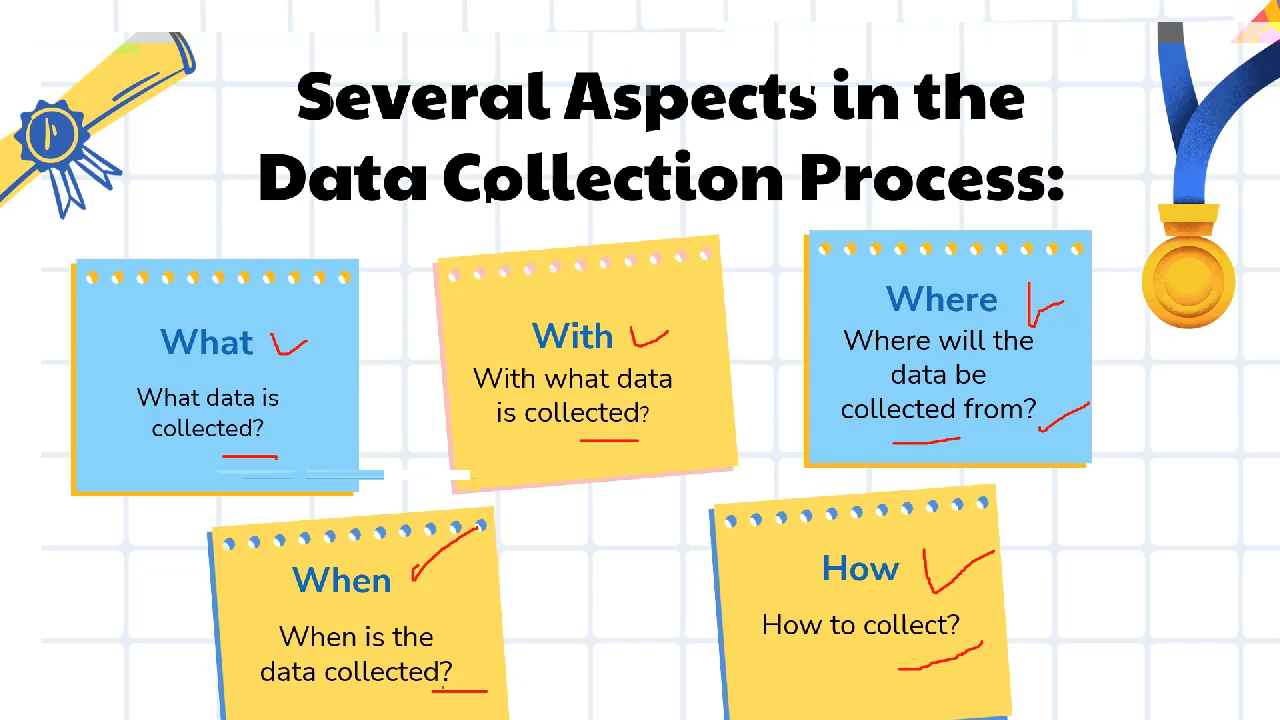 Several Aspects in the
Data Collection Process:
What
What data is
collected?
With
With what data
is collected?
Where
Where will the
data be
collected from?
When
When is the
data collected?
How
How to collect?